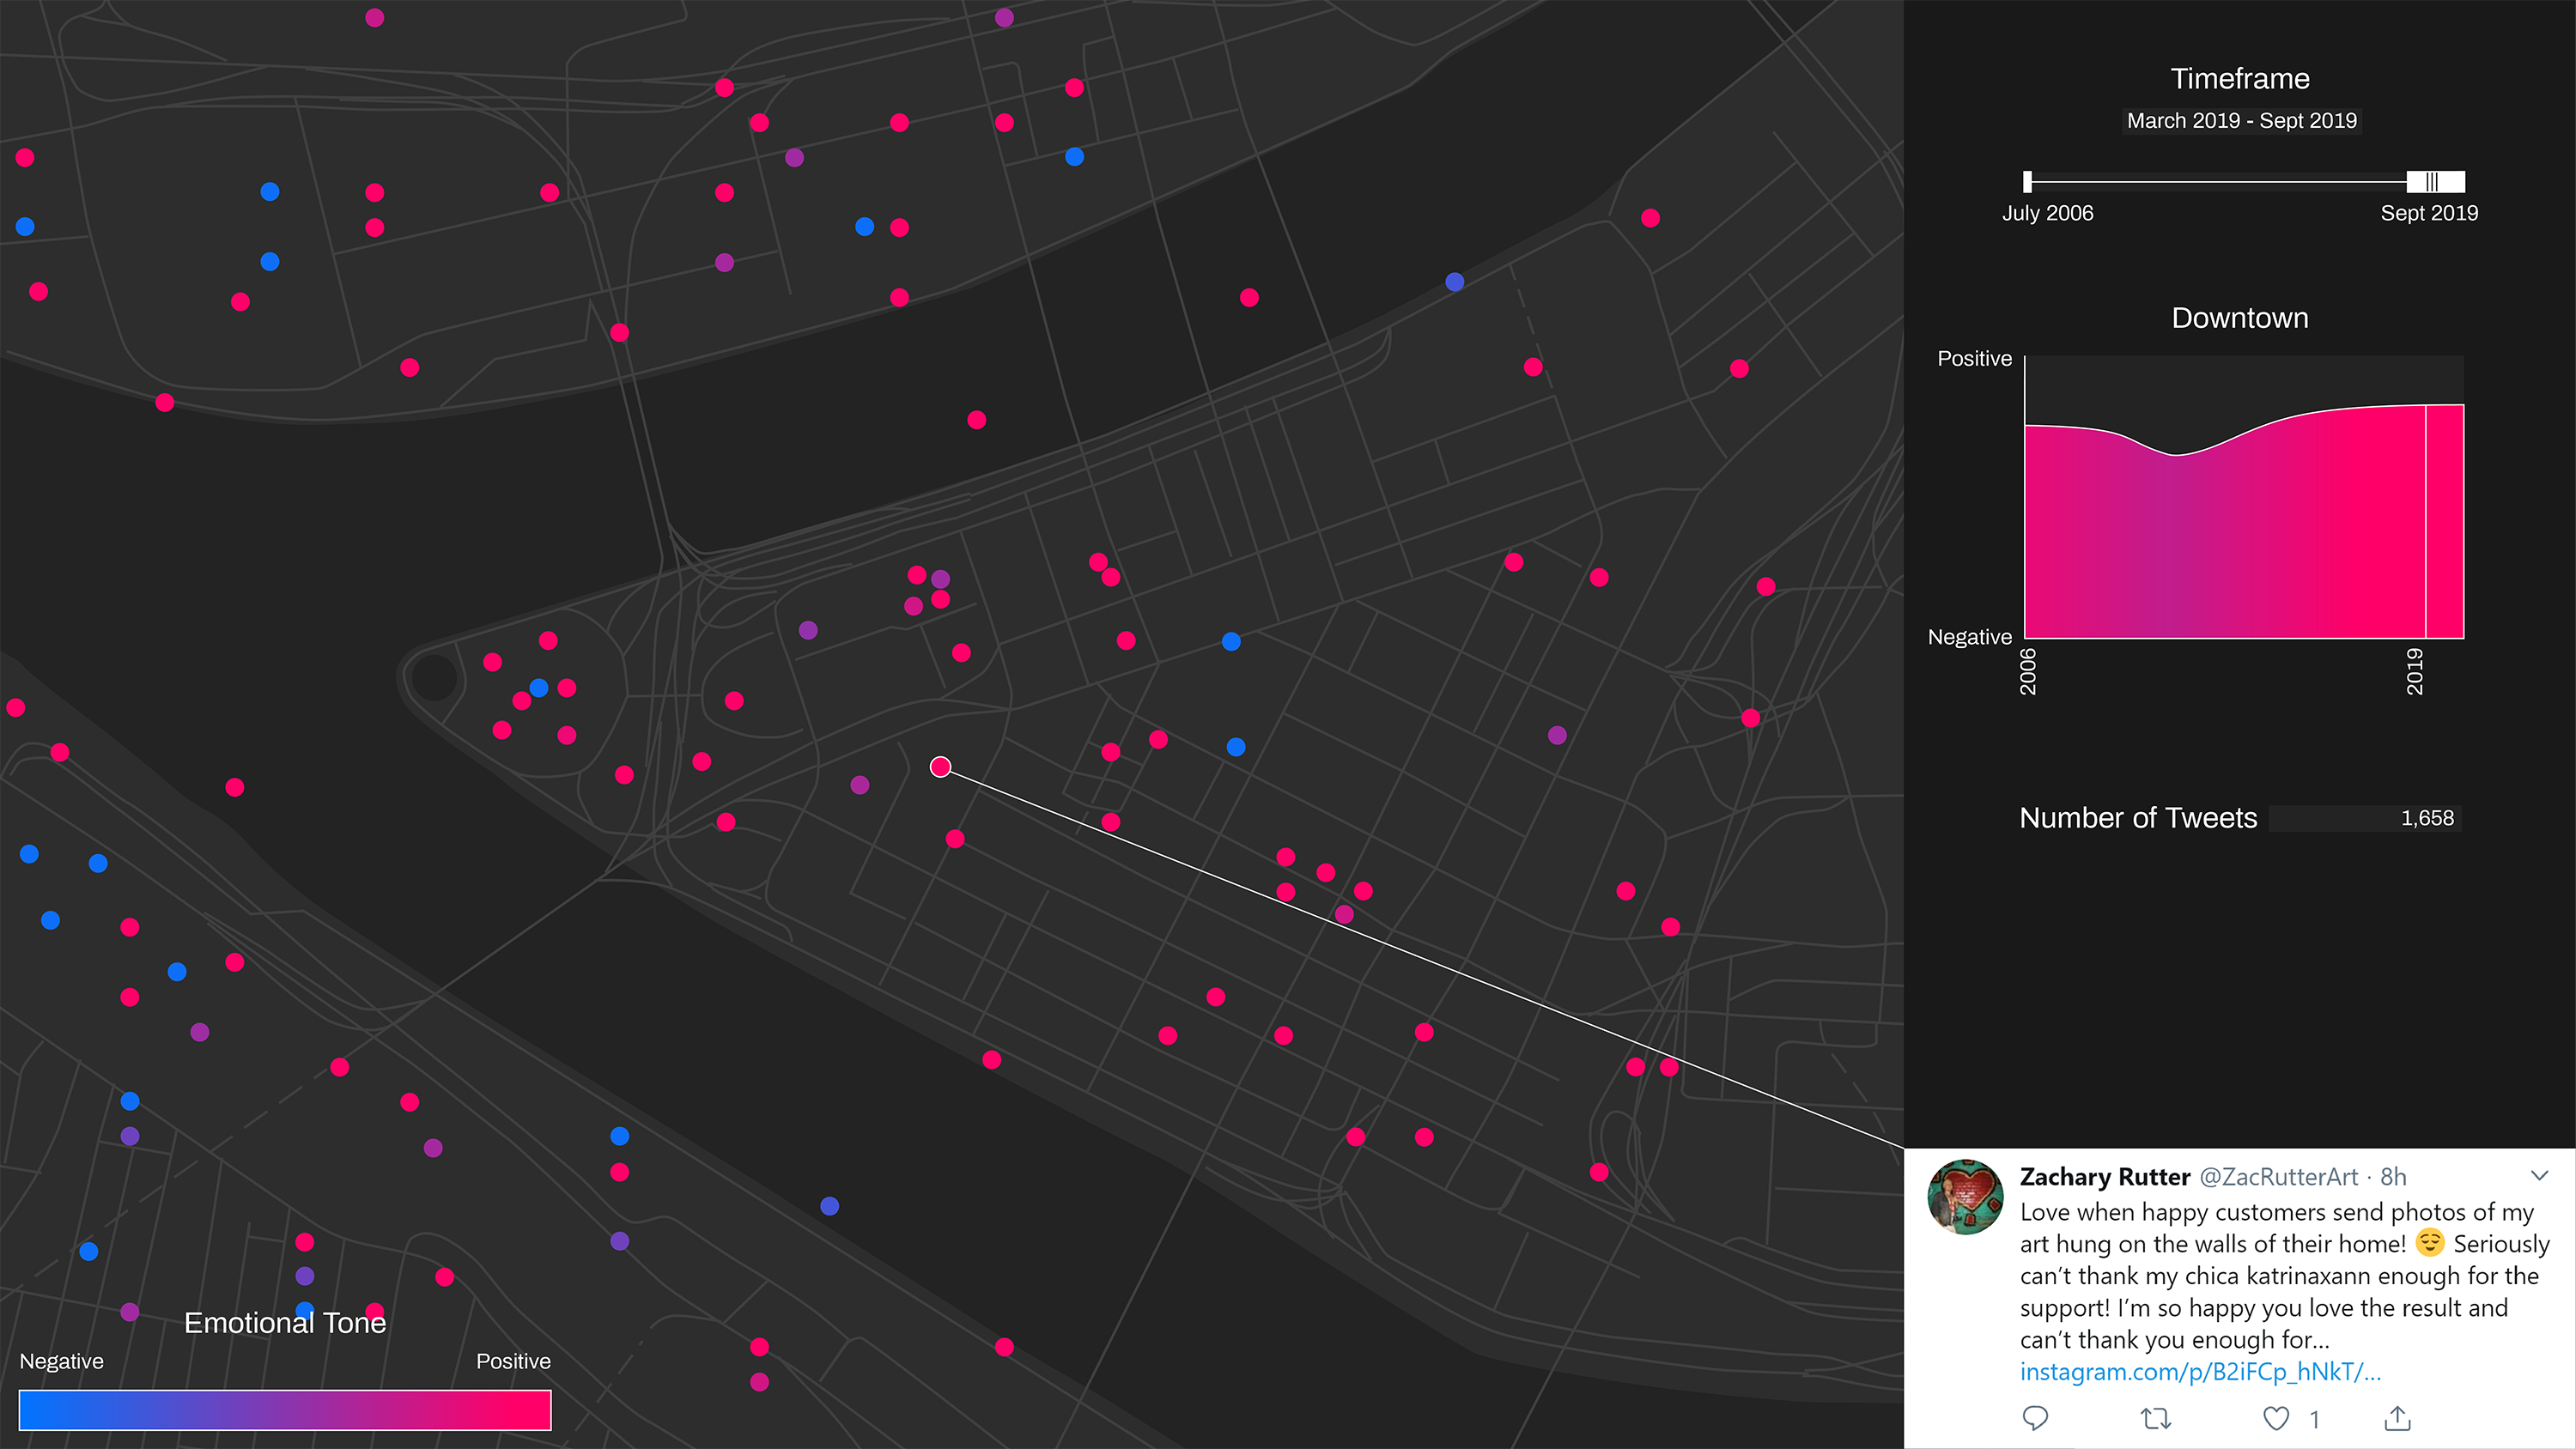 Timeframe
March 2019 - Sept 2019
July 2006
Sept 2019
Downtown
Positive
Negative
2006
2019
Number of Tweets 1,658
Emotional Tone
Negative
Positive
Zachary Rutter @ZacRutterArt · 8h
Love when happy customers send photos of my
art hung on the walls of their home! 😌 Seriously
can’t thank my chica katrinaxann enough for the
support! I’m so happy you love the result and
can’t thank you enough for...
instagram.com/p/B2iFCp_hNkT/...
1